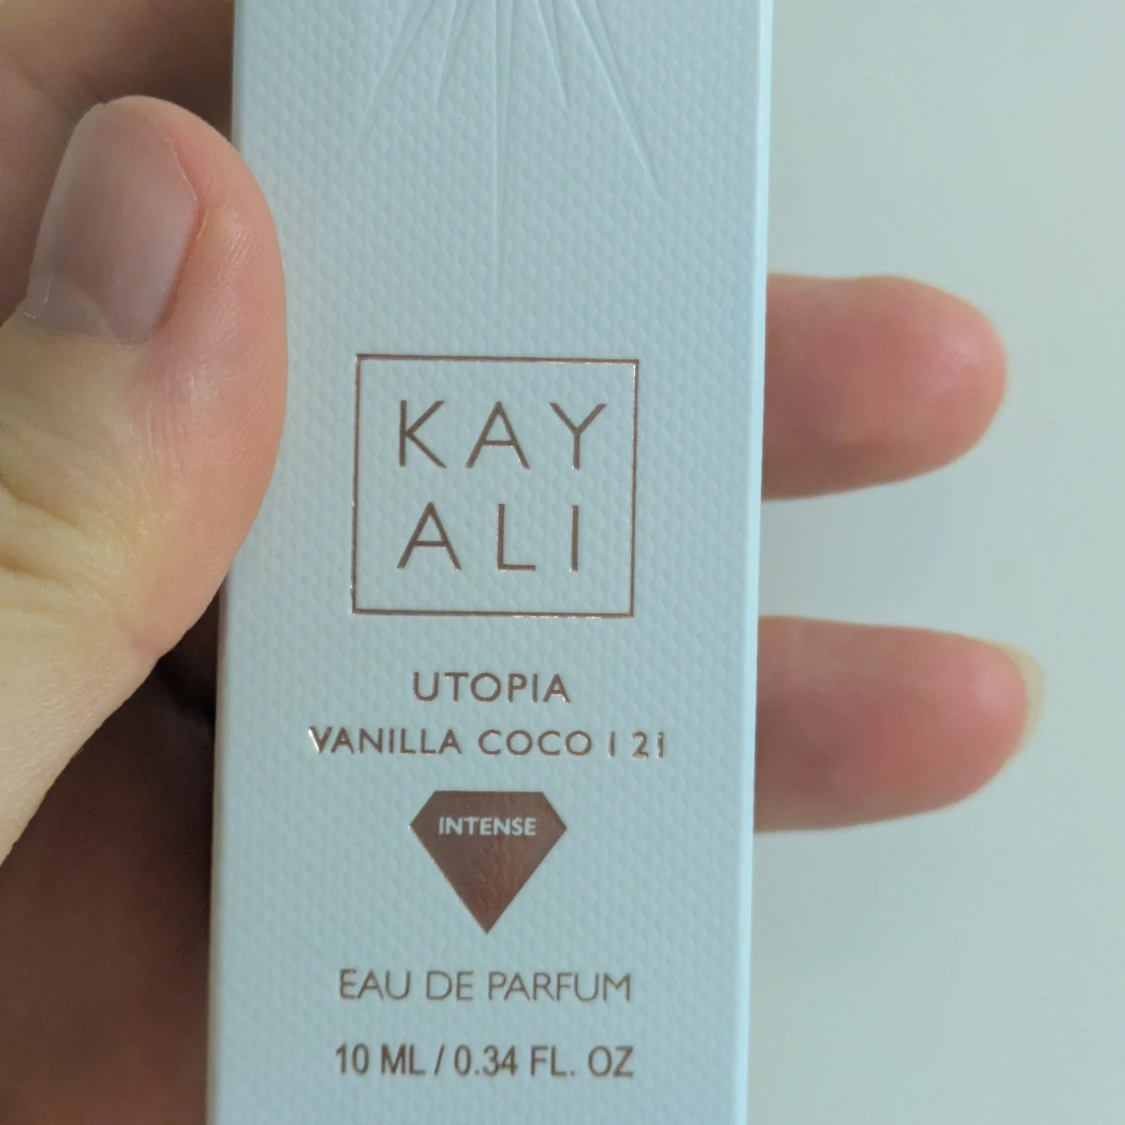 KAY
ALI
UTOPIA
VANILLA COCO | 21
INTENSE
EAU DE PARFUM
10 ML / 0.34 FL. OZ